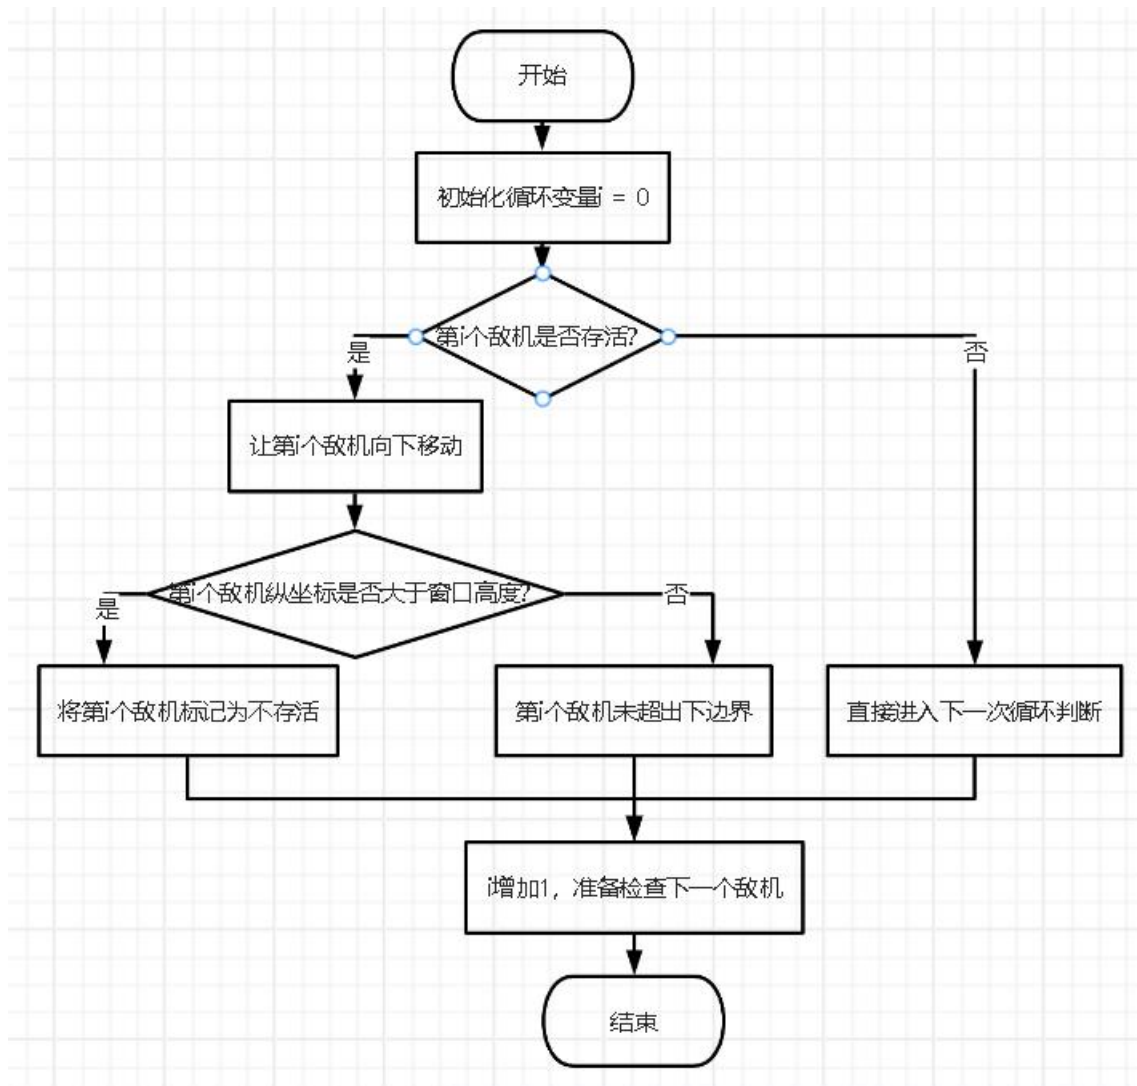 开始
初始化循环变量i = 0
第i个敌机是否存活?
是
否
让第i个敌机向下移动
第i个敌机纵坐标是否大于窗口高度?
是
否
将第i个敌机标记为不存活
第i个敌机未超出下边界
直接进入下一次循环判断
i增加1，准备检查下一个敌机
结束